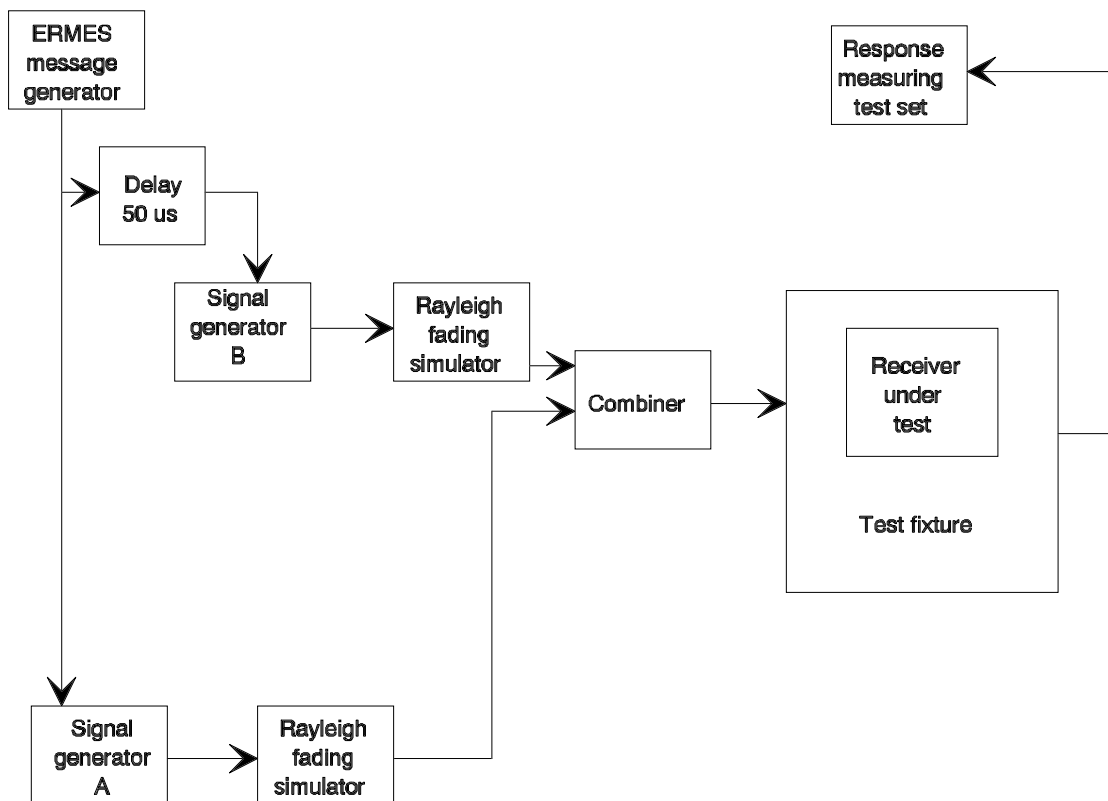 ERMES
message
generator
Response
measuring
test set
Delay
50 us
Signal
generator
B
Rayleigh
fading
simulator
Combiner
Receiver
under
test
Test fixture
Signal
generator
A
Rayleigh
fading
simulator